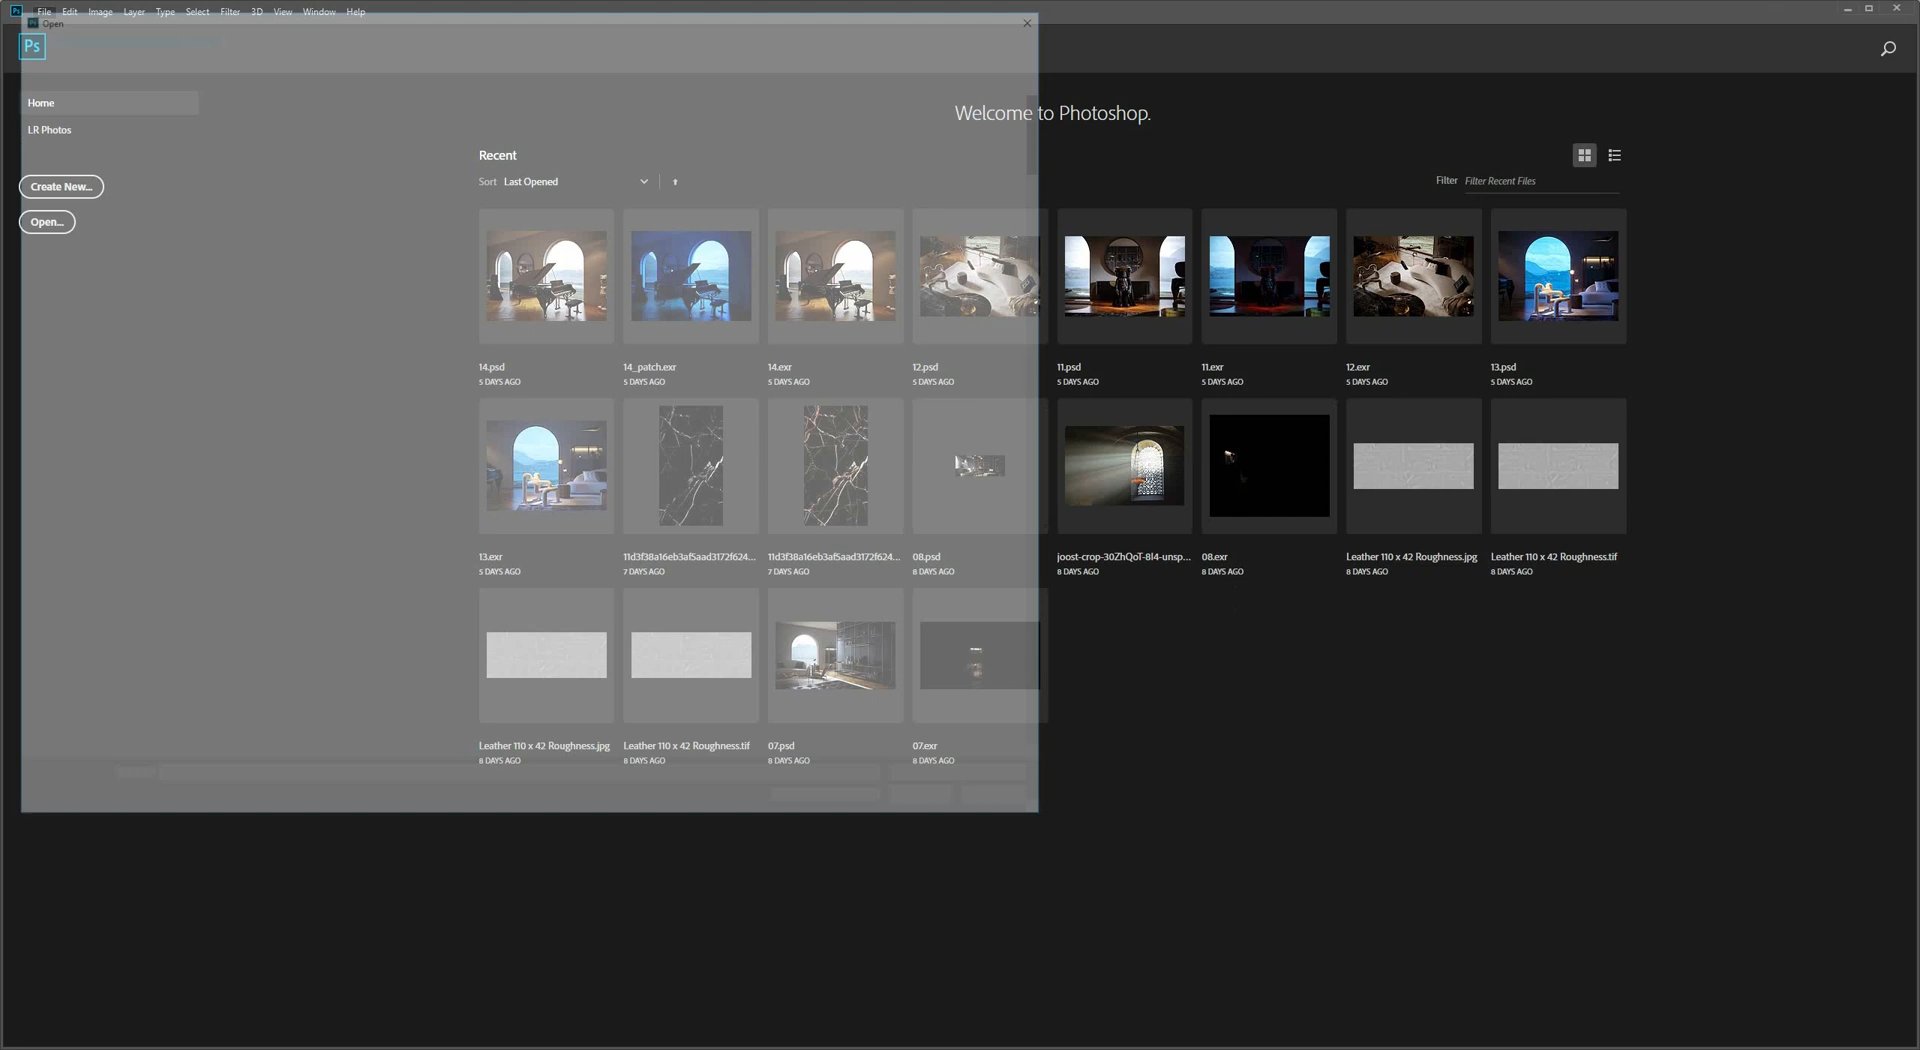 Ps File Edit Image Layer Type Select Filter 3D View Window Help
Open
Ps
Home
LR Photos
Create New...
Open...
Welcome to Photoshop.
Recent
Sort Last Opened
Filter Filter Recent Files
14.psd
5 DAYS AGO
14_patch.exr
5 DAYS AGO
14.exr
5 DAYS AGO
12.psd
5 DAYS AGO
11.psd
5 DAYS AGO
11.exr
5 DAYS AGO
12.exr
5 DAYS AGO
13.psd
5 DAYS AGO
13.exr
5 DAYS AGO
11d3f38a16eb3af5aad3172f624...
7 DAYS AGO
11d3f38a16eb3af5aad3172f624...
7 DAYS AGO
08.psd
8 DAYS AGO
joost-crop-30ZhQoT-8I4-unsp...
8 DAYS AGO
08.exr
8 DAYS AGO
Leather 110 x 42 Roughness.jpg
8 DAYS AGO
Leather 110 x 42 Roughness.tif
8 DAYS AGO
Leather 110 x 42 Roughness.jpg
8 DAYS AGO
Leather 110 x 42 Roughness.tif
8 DAYS AGO
07.psd
8 DAYS AGO
07.exr
8 DAYS AGO